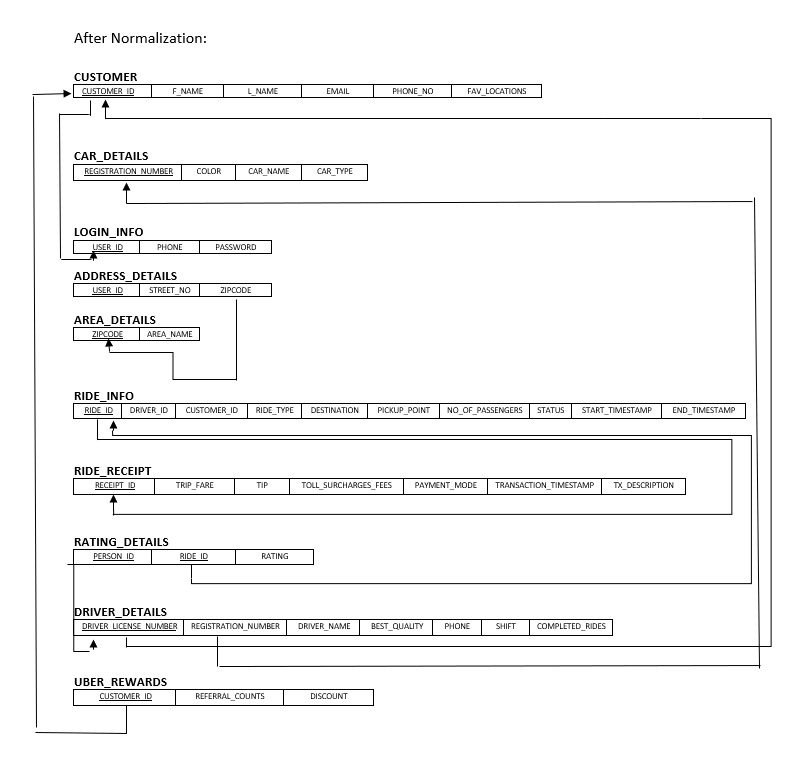 After Normalization:
CUSTOMER
CUSTOMER_ID F_NAME L_NAME EMAIL PHONE_NO FAV_LOCATIONS
CAR_DETAILS
REGISTRATION_NUMBER COLOR CAR_NAME CAR_TYPE
LOGIN_INFO
USER_ID PHONE PASSWORD
ADDRESS_DETAILS
USER_ID STREET_NO ZIPCODE
AREA_DETAILS
ZIPCODE AREA_NAME
RIDE_INFO
RIDE_ID DRIVER_ID CUSTOMER_ID RIDE_TYPE DESTINATION PICKUP_POINT NO_OF_PASSENGERS STATUS START_TIMESTAMP END_TIMESTAMP
RIDE_RECEIPT
RECEIPT_ID TRIP_FARE TIP TOLL_SURCHARGES_FEES PAYMENT_MODE TRANSACTION_TIMESTAMP TX_DESCRIPTION
RATING_DETAILS
PERSON_ID RIDE_ID RATING
DRIVER_DETAILS
DRIVER_LICENSE_NUMBER REGISTRATION_NUMBER DRIVER_NAME BEST_QUALITY PHONE SHIFT COMPLETED_RIDES
UBER_REWARDS
CUSTOMER_ID REFERRAL_COUNTS DISCOUNT